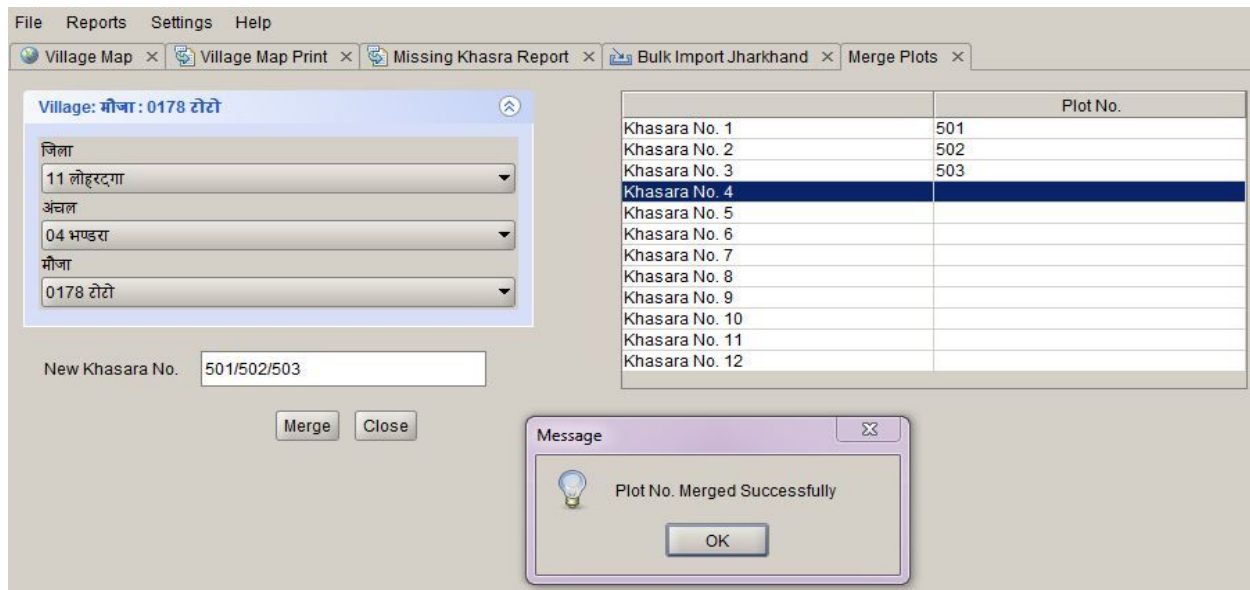 File Reports Settings Help
Village Map Village Map Print Missing Khasra Report Bulk Import Jharkhand Merge Plots
Village: मौजा : 0178 रोरो
जिला
11 लोहरदगा
अंचल
04 भण्डरा
मौजा
0178 रोरो
New Khasara No. 501/502/503
Merge Close
Plot No.
Khasara No. 1 501
Khasara No. 2 502
Khasara No. 3 503
Khasara No. 4
Khasara No. 5
Khasara No. 6
Khasara No. 7
Khasara No. 8
Khasara No. 9
Khasara No. 10
Khasara No. 11
Khasara No. 12
Message
Plot No. Merged Successfully
OK